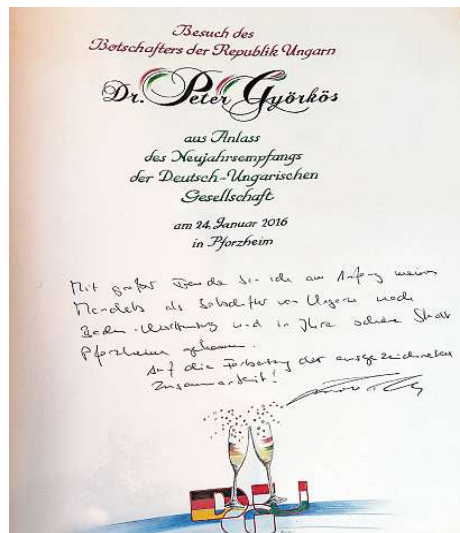 Besuch des
Botschafters der Republik Ungarn
Dr. Peter Györkös
aus Anlass
des Neujahrsempfangs
der Deutsch-Ungarischen
Gesellschaft
am 24. Januar 2016
in Pforzheim
Mit großer Freude bin ich am Anfang meines
Mandats als Botschafter von Ungarn nach
Baden-Württemberg und in Ihre schöne Stadt
Pforzheim gekommen.
Auf die Fortsetzung der ausgezeichneten
Zusammenarbeit!
DFU